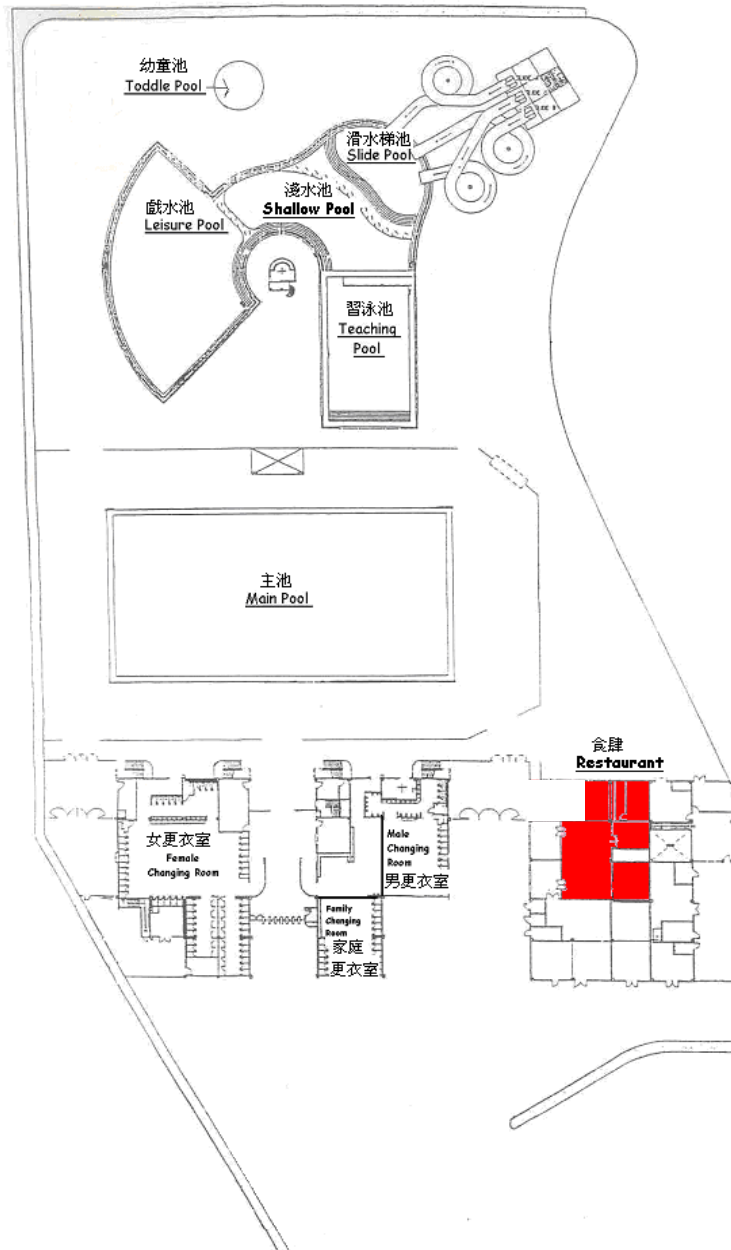 幼童池
Toddle Pool
滑水梯池
Slide Pool
淺水池
Shallow Pool
戲水池
Leisure Pool
習泳池
Teaching
Pool
主池
Main Pool
食肆
Restaurant
女更衣室
Female
Changing Room
Male
Changing
Room
男更衣室
Family
Changing
Room
家庭
更衣室